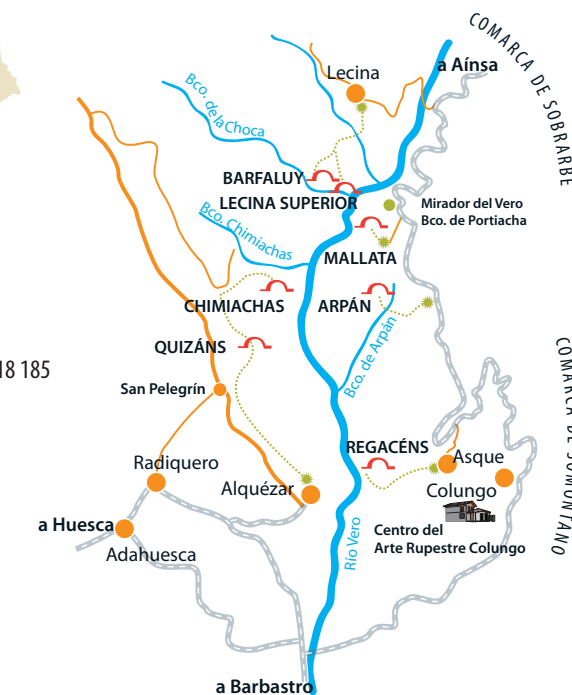 COMARCA DE SOBRARBE
a Aínsa
Lecina
Bco. de la Choca
BARFALUY
LECINA SUPERIOR
Mirador del Vero
Bco. de Portiacha
Bco. Chimiachas
MALLATA
CHIMIACHAS
ARPÁN
QUIZÁNS
Bco. de Arpán
18 185
San Pelegrín
COMARCA DE SOMONTANO
REGACÉNS
Asque
Radiquero
Alquézar
Colungo
a Huesca
Adahuesca
Río Vero
Centro del
Arte Rupestre Colungo
a Barbastro